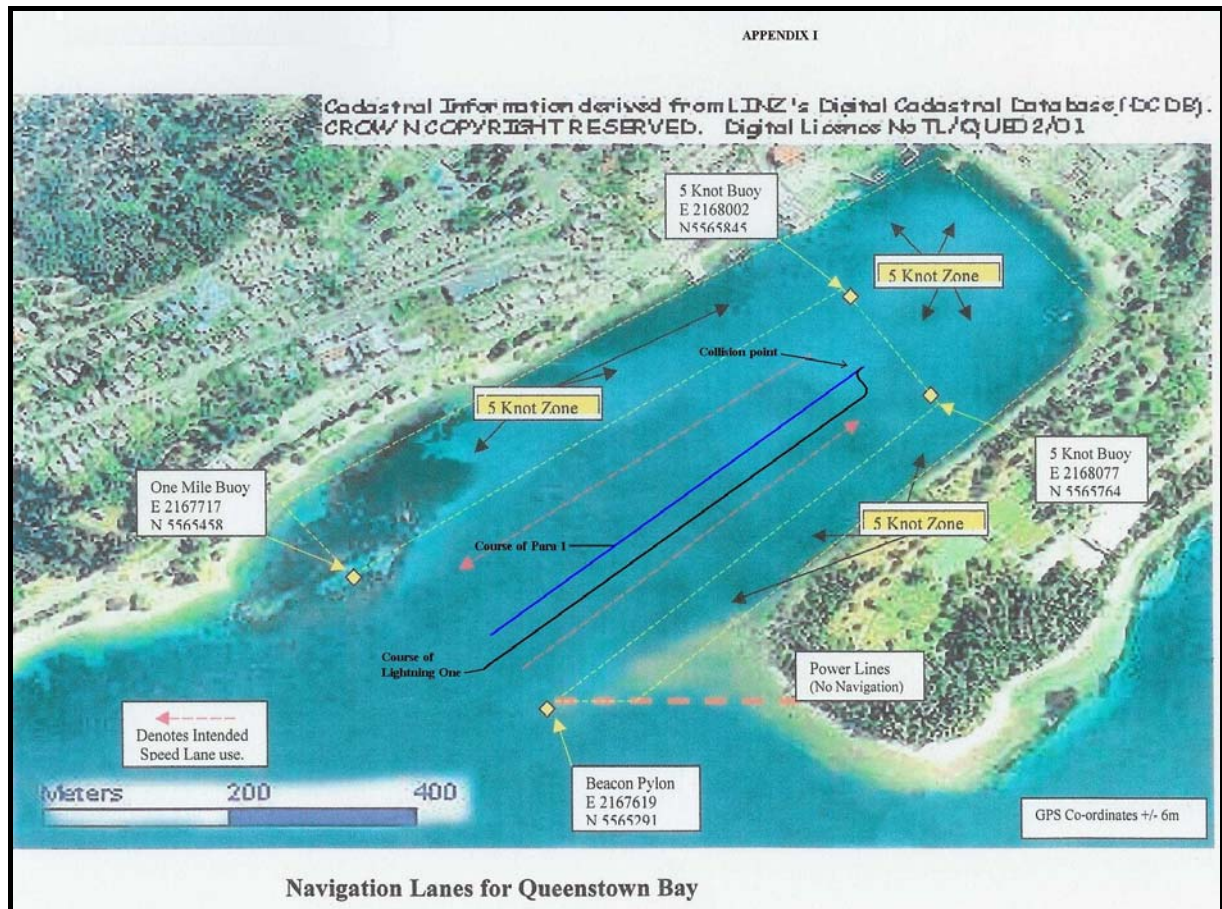 APPENDIX I
Cadastral Information derived from LINZ's Digital Cadastral Database (DCDB).
CROWN COPYRIGHT RESERVED. Digital Licence No TL/QUED2/01
5 Knot Buoy
E 2168002
N5565845
5 Knot Zone
Collision point
5 Knot Zone
5 Knot Buoy
E 2168077
N 5565764
One Mile Buoy
E 2167717
N 5565458
5 Knot Zone
Course of Para 1
Course of
Lightning One
Power Lines
(No Navigation)
Denotes Intended
Speed Lane use.
Meters 200 400
Beacon Pylon
E 2167619
N 5565291
GPS Co-ordinates +/- 6m
Navigation Lanes for Queenstown Bay